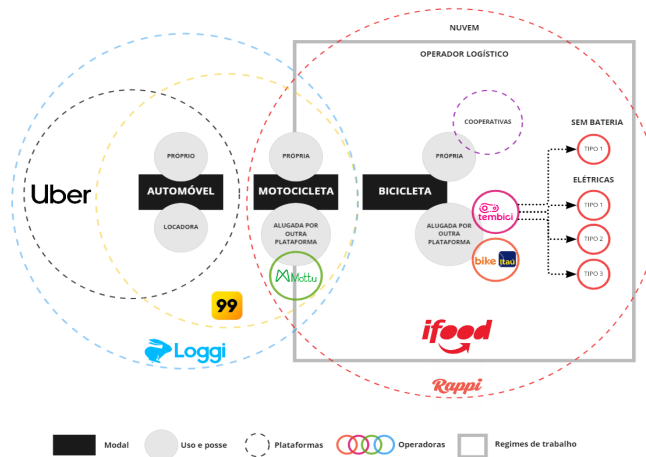 NUVEM
OPERADOR LOGÍSTICO
COOPERATIVAS
SEM BATERIA
TIPO 1
PRÓPRIO
PRÓPRIA
PRÓPRIA
ELÉTRICAS
Uber
AUTOMÓVEL
MOTOCICLETA
BICICLETA
TIPO 1
tembici
LOCADORA
ALUGADA POR
OUTRA
PLATAFORMA
ALUGADA POR
OUTRA
PLATAFORMA
TIPO 2
bike Itaú
TIPO 3
Mottu
99
Loggi
ifood
Rappi
Modal
Uso e posse
Plataformas
Operadoras
Regimes de trabalho